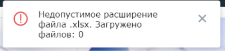 Недопустимое расширение
файла .xlsx. Загружено
файлов: 0